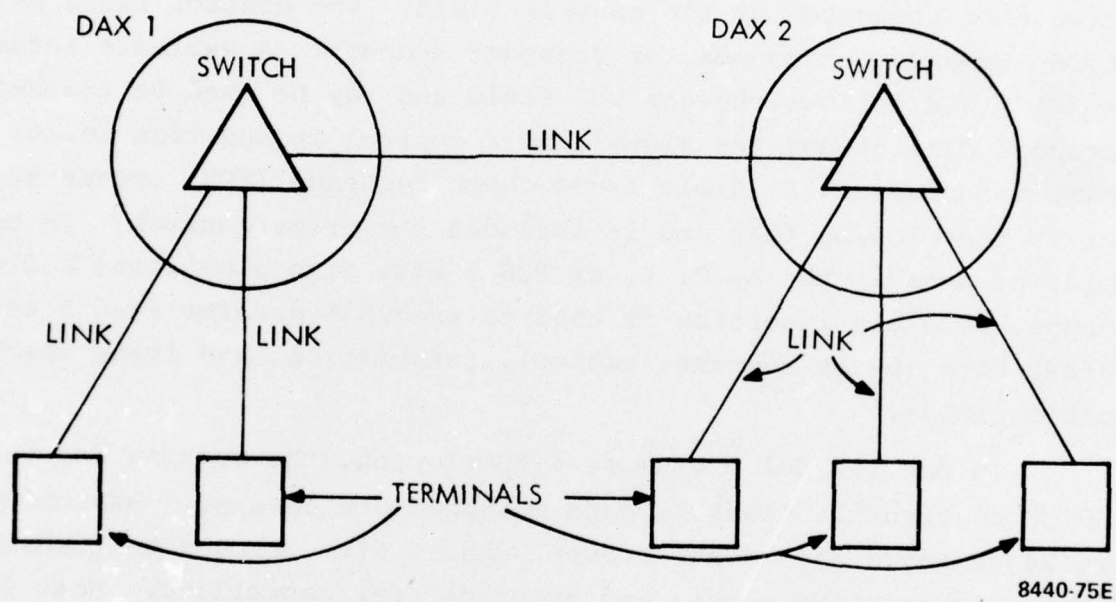 DAX 1
DAX 2
SWITCH
SWITCH
LINK
LINK
LINK
LINK
TERMINALS
8440-75E